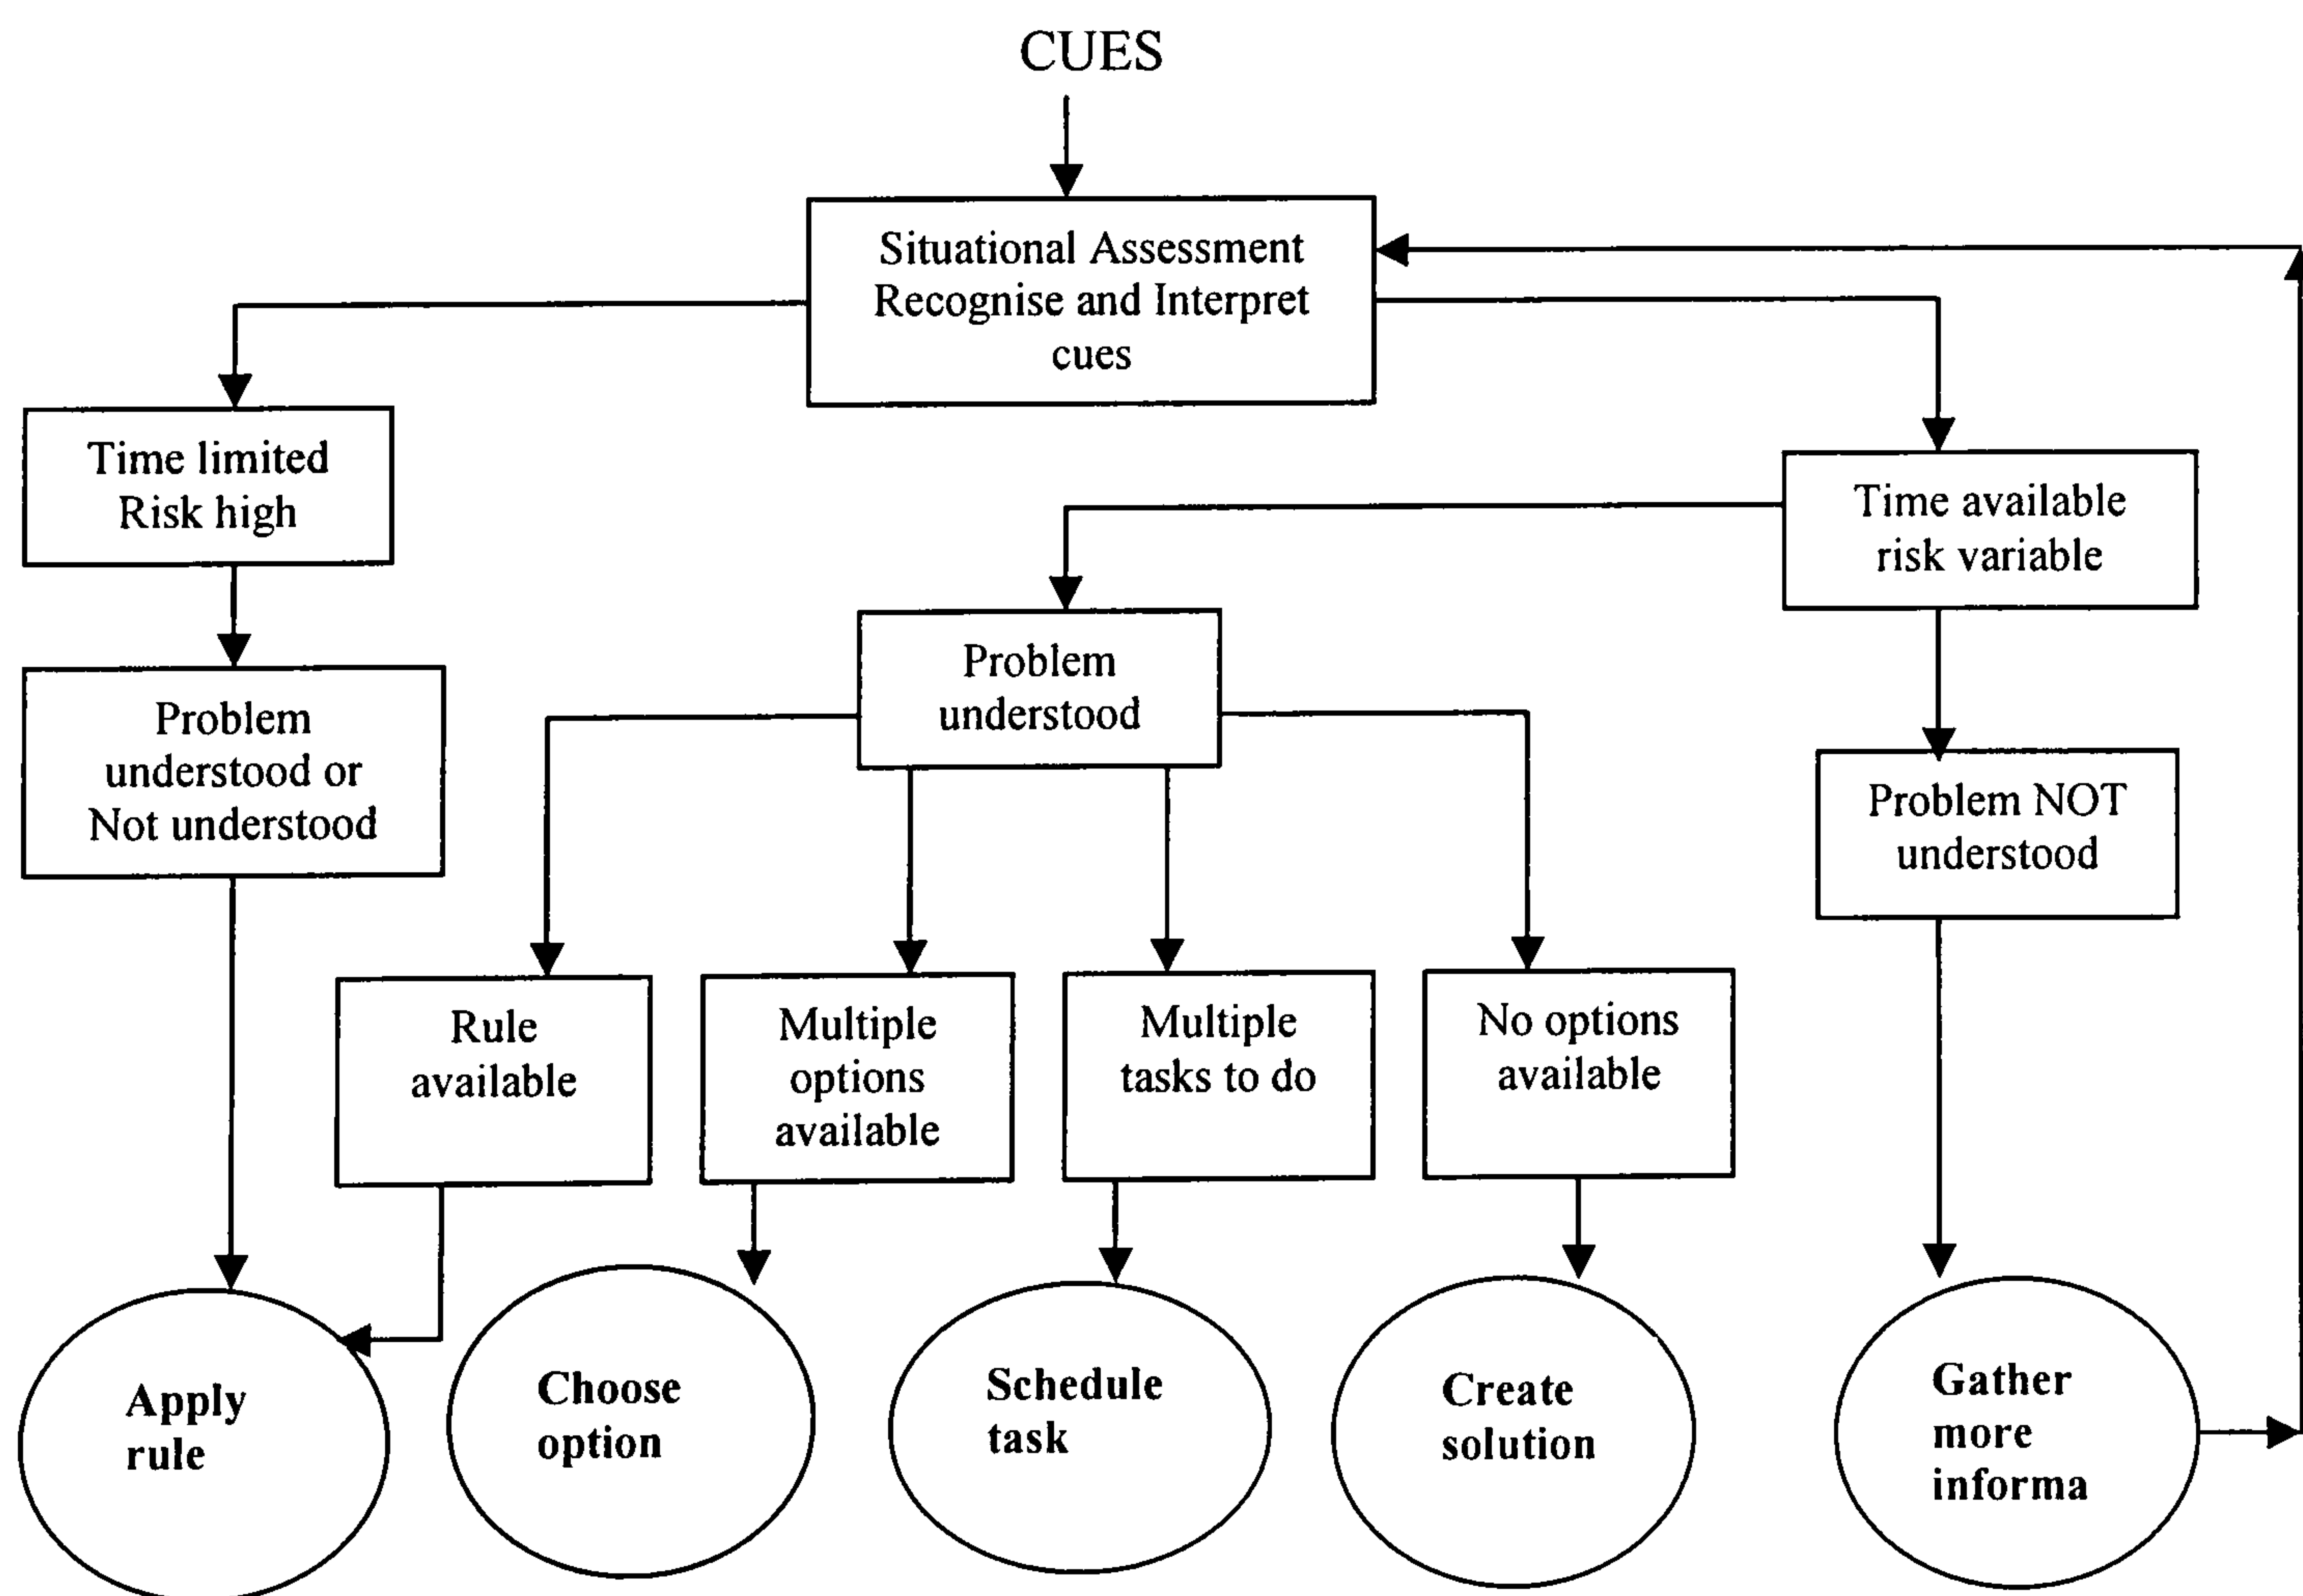 CUES
Situational Assessment
Recognise and Interpret
cues
Time limited
Risk high
Time available
risk variable
Problem
understood
Problem
understood or
Not understood
Problem NOT
understood
Rule
available
Multiple
options
available
Multiple
tasks to do
No options
available
Apply
rule
Choose
option
Schedule
task
Create
solution
Gather
more
informa